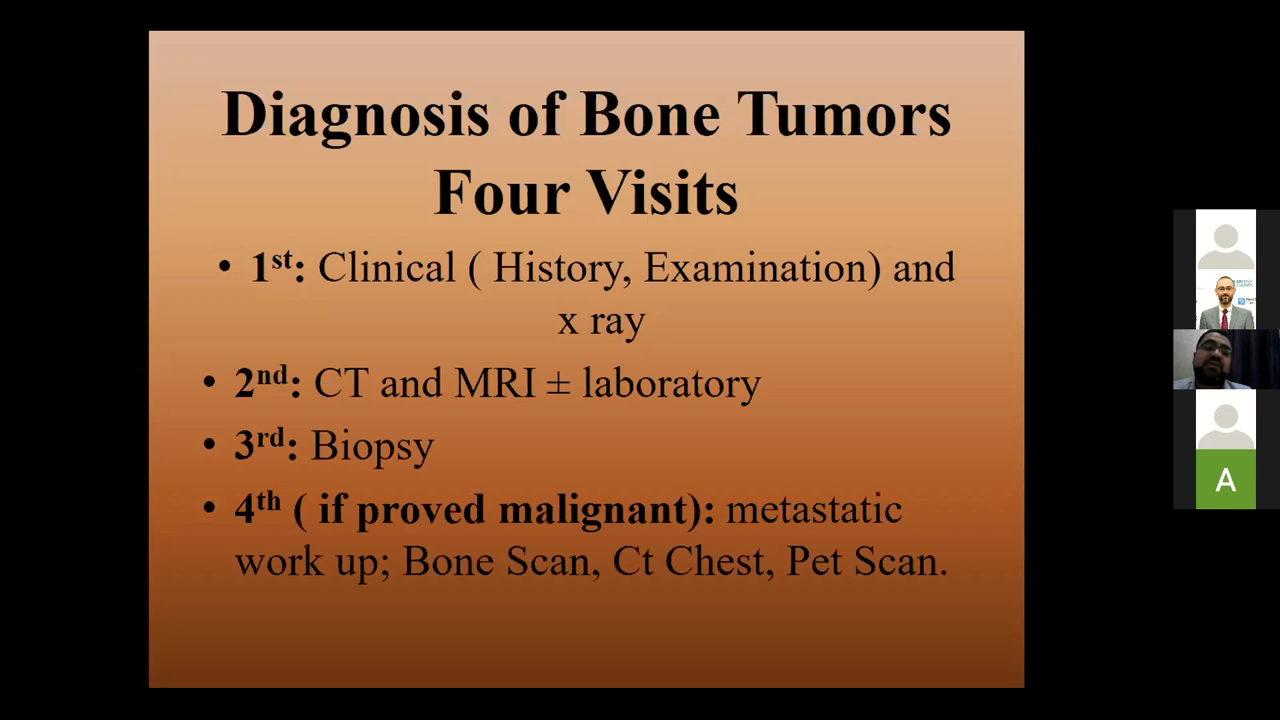 Diagnosis of Bone Tumors
Four Visits
• 1st: Clinical ( History, Examination) and
x ray
• 2nd: CT and MRI ± laboratory
• 3rd: Biopsy
• 4th ( if proved malignant): metastatic
work up; Bone Scan, Ct Chest, Pet Scan.
A